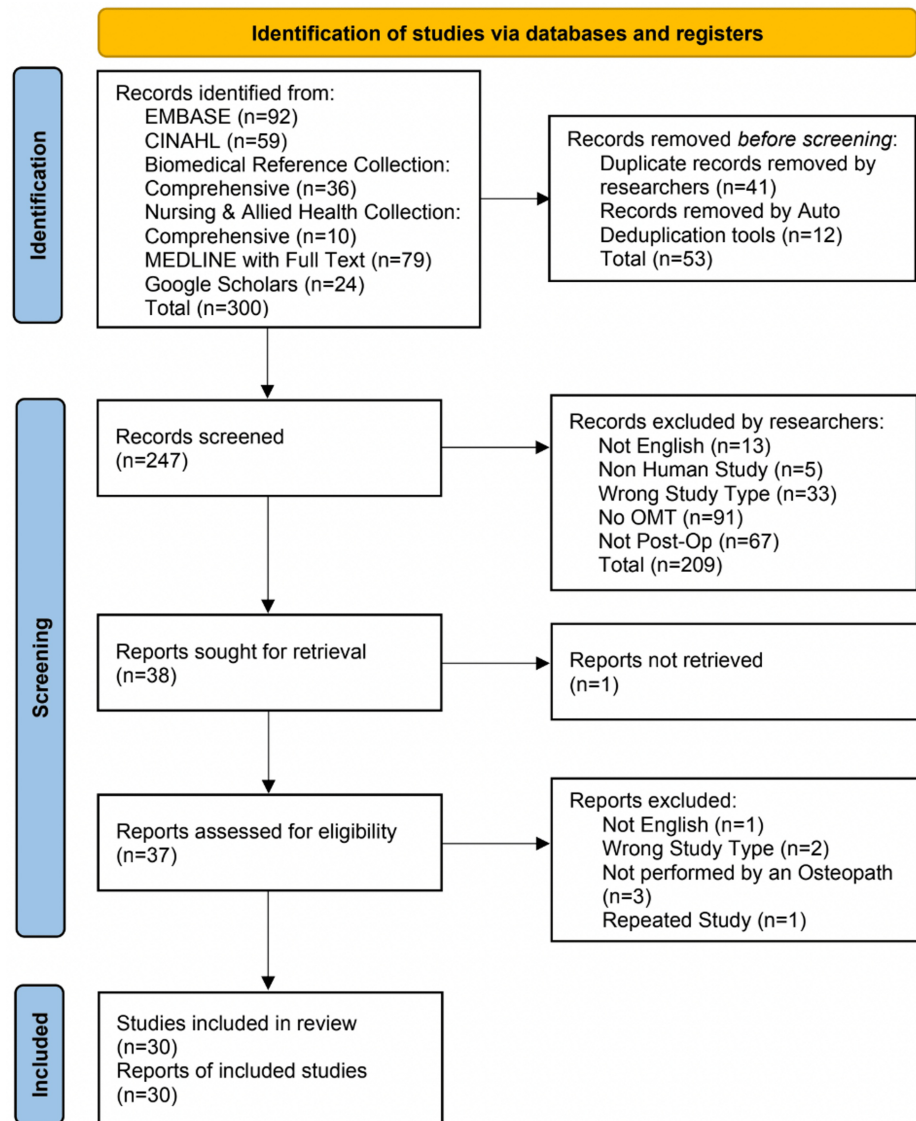 Identification of studies via databases and registers
Identification
Records identified from:
EMBASE (n=92)
CINAHL (n=59)
Biomedical Reference Collection:
Comprehensive (n=36)
Nursing & Allied Health Collection:
Comprehensive (n=10)
MEDLINE with Full Text (n=79)
Google Scholars (n=24)
Total (n=300)
Records removed before screening:
Duplicate records removed by
researchers (n=41)
Records removed by Auto
Deduplication tools (n=12)
Total (n=53)
Screening
Records screened
(n=247)
Records excluded by researchers:
Not English (n=13)
Non Human Study (n=5)
Wrong Study Type (n=33)
No OMT (n=91)
Not Post-Op (n=67)
Total (n=209)
Reports sought for retrieval
(n=38)
Reports not retrieved
(n=1)
Reports assessed for eligibility
(n=37)
Reports excluded:
Not English (n=1)
Wrong Study Type (n=2)
Not performed by an Osteopath
(n=3)
Repeated Study (n=1)
Included
Studies included in review
(n=30)
Reports of included studies
(n=30)